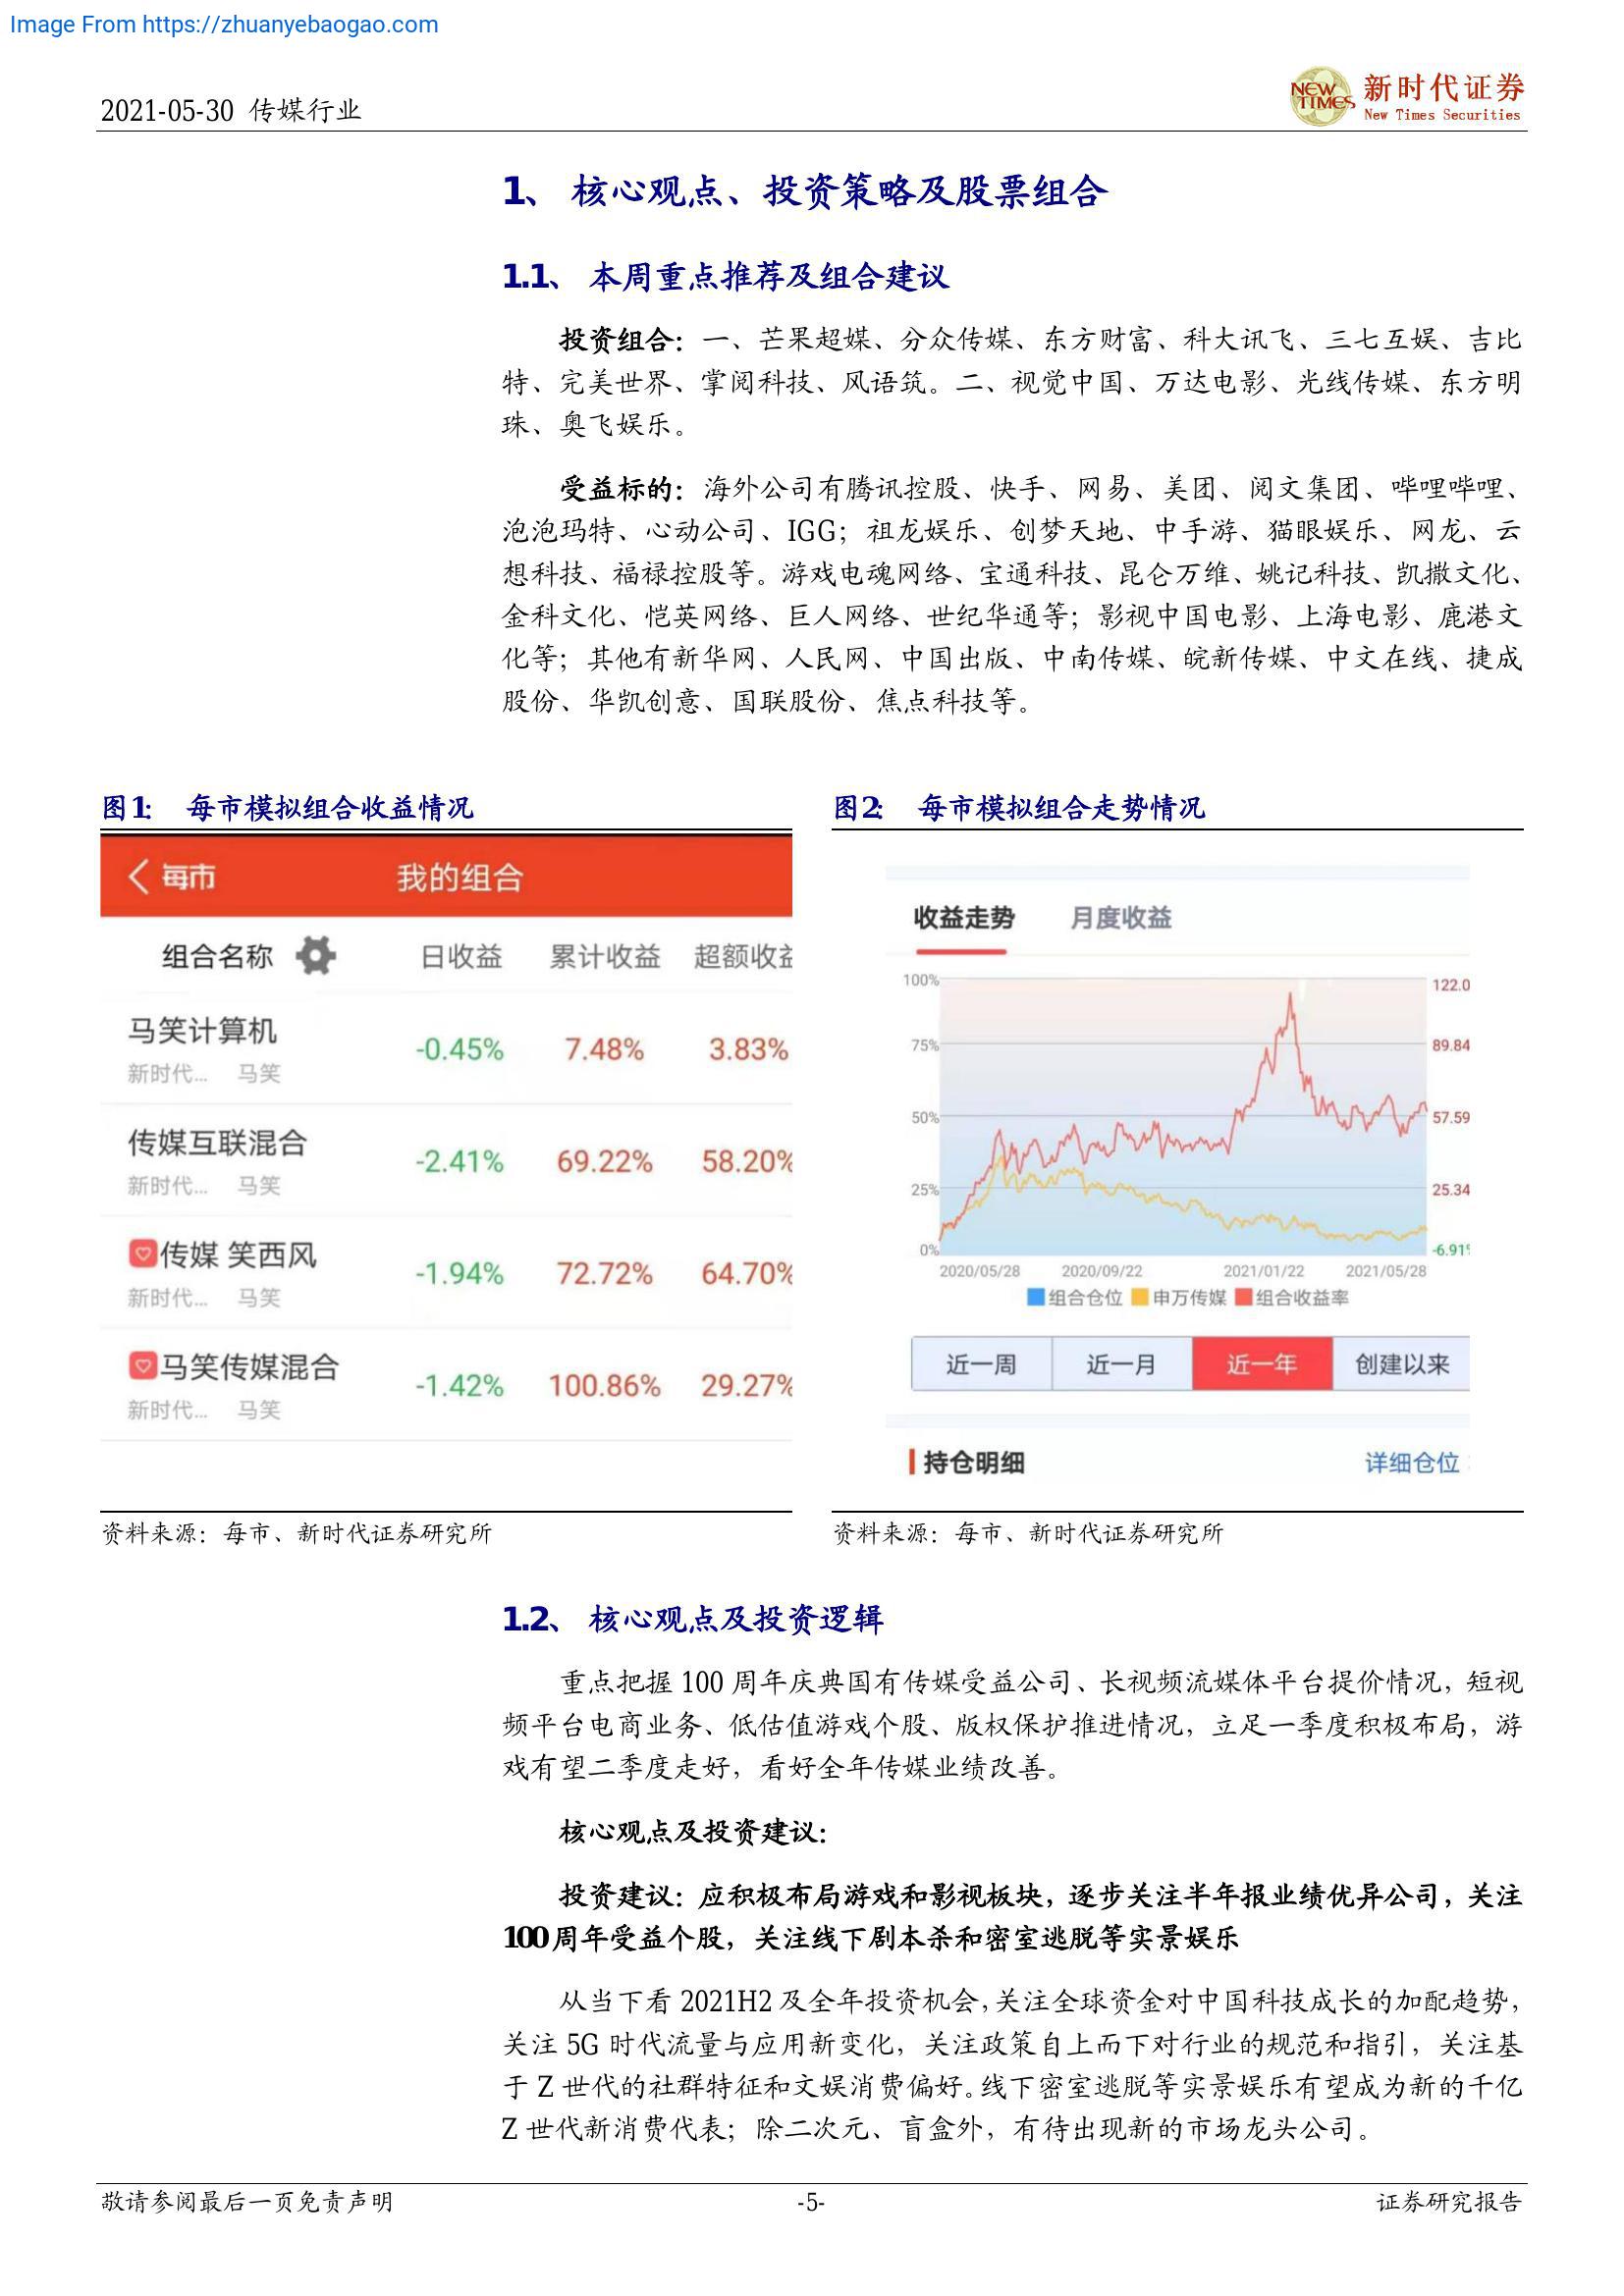 Image From https://zhuanyebaogao.com
2021-05-30 传媒行业
NEW TIMES 新时代证券
New Times Securities
1、 核心观点、投资策略及股票组合
1.1、 本周重点推荐及组合建议
投资组合：一、芒果超媒、分众传媒、东方财富、科大讯飞、三七互娱、吉比
特、完美世界、掌阅科技、风语筑。二、视觉中国、万达电影、光线传媒、东方明
珠、奥飞娱乐。
受益标的：海外公司有腾讯控股、快手、网易、美团、阅文集团、哔哩哔哩、
泡泡玛特、心动公司、IGG；祖龙娱乐、创梦天地、中手游、猫眼娱乐、网龙、云
想科技、福禄控股等。游戏电魂网络、宝通科技、昆仑万维、姚记科技、凯撒文化、
金科文化、恺英网络、巨人网络、世纪华通等；影视中国电影、上海电影、鹿港文
化等；其他有新华网、人民网、中国出版、中南传媒、皖新传媒、中文在线、捷成
股份、华凯创意、国联股份、焦点科技等。
图1： 每市模拟组合收益情况
每市 我的组合
组合名称 日收益 累计收益 超额收益
马笑计算机 -0.45% 7.48% 3.83%
新时代... 马笑
传媒互联混合 -2.41% 69.22% 58.20%
新时代... 马笑
传媒 笑西风 -1.94% 72.72% 64.70%
新时代... 马笑
马笑传媒混合 -1.42% 100.86% 29.27%
新时代... 马笑
资料来源：每市、新时代证券研究所
图2： 每市模拟组合走势情况
收益走势 月度收益
100% 122.0
75% 89.84
50% 57.59
25% 25.34
0% -6.91%
2020/05/28 2020/09/22 2021/01/22 2021/05/28
组合仓位 申万传媒 组合收益率
近一周 近一月 近一年 创建以来
持仓明细 详细仓位
资料来源：每市、新时代证券研究所
1.2、 核心观点及投资逻辑
重点把握 100 周年庆典国有传媒受益公司、长视频流媒体平台提价情况，短视
频平台电商业务、低估值游戏个股、版权保护推进情况，立足一季度积极布局，游
戏有望二季度走好，看好全年传媒业绩改善。
核心观点及投资建议：
投资建议：应积极布局游戏和影视板块，逐步关注半年报业绩优异公司，关注
100周年受益个股，关注线下剧本杀和密室逃脱等实景娱乐
从当下看 2021H2 及全年投资机会，关注全球资金对中国科技成长的加配趋势，
关注 5G 时代流量与应用新变化，关注政策自上而下对行业的规范和指引，关注基
于 Z 世代的社群特征和文娱消费偏好。线下密室逃脱等实景娱乐有望成为新的千亿
Z 世代新消费代表；除二次元、盲盒外，有待出现新的市场龙头公司。
敬请参阅最后一页免责声明 -5- 证券研究报告